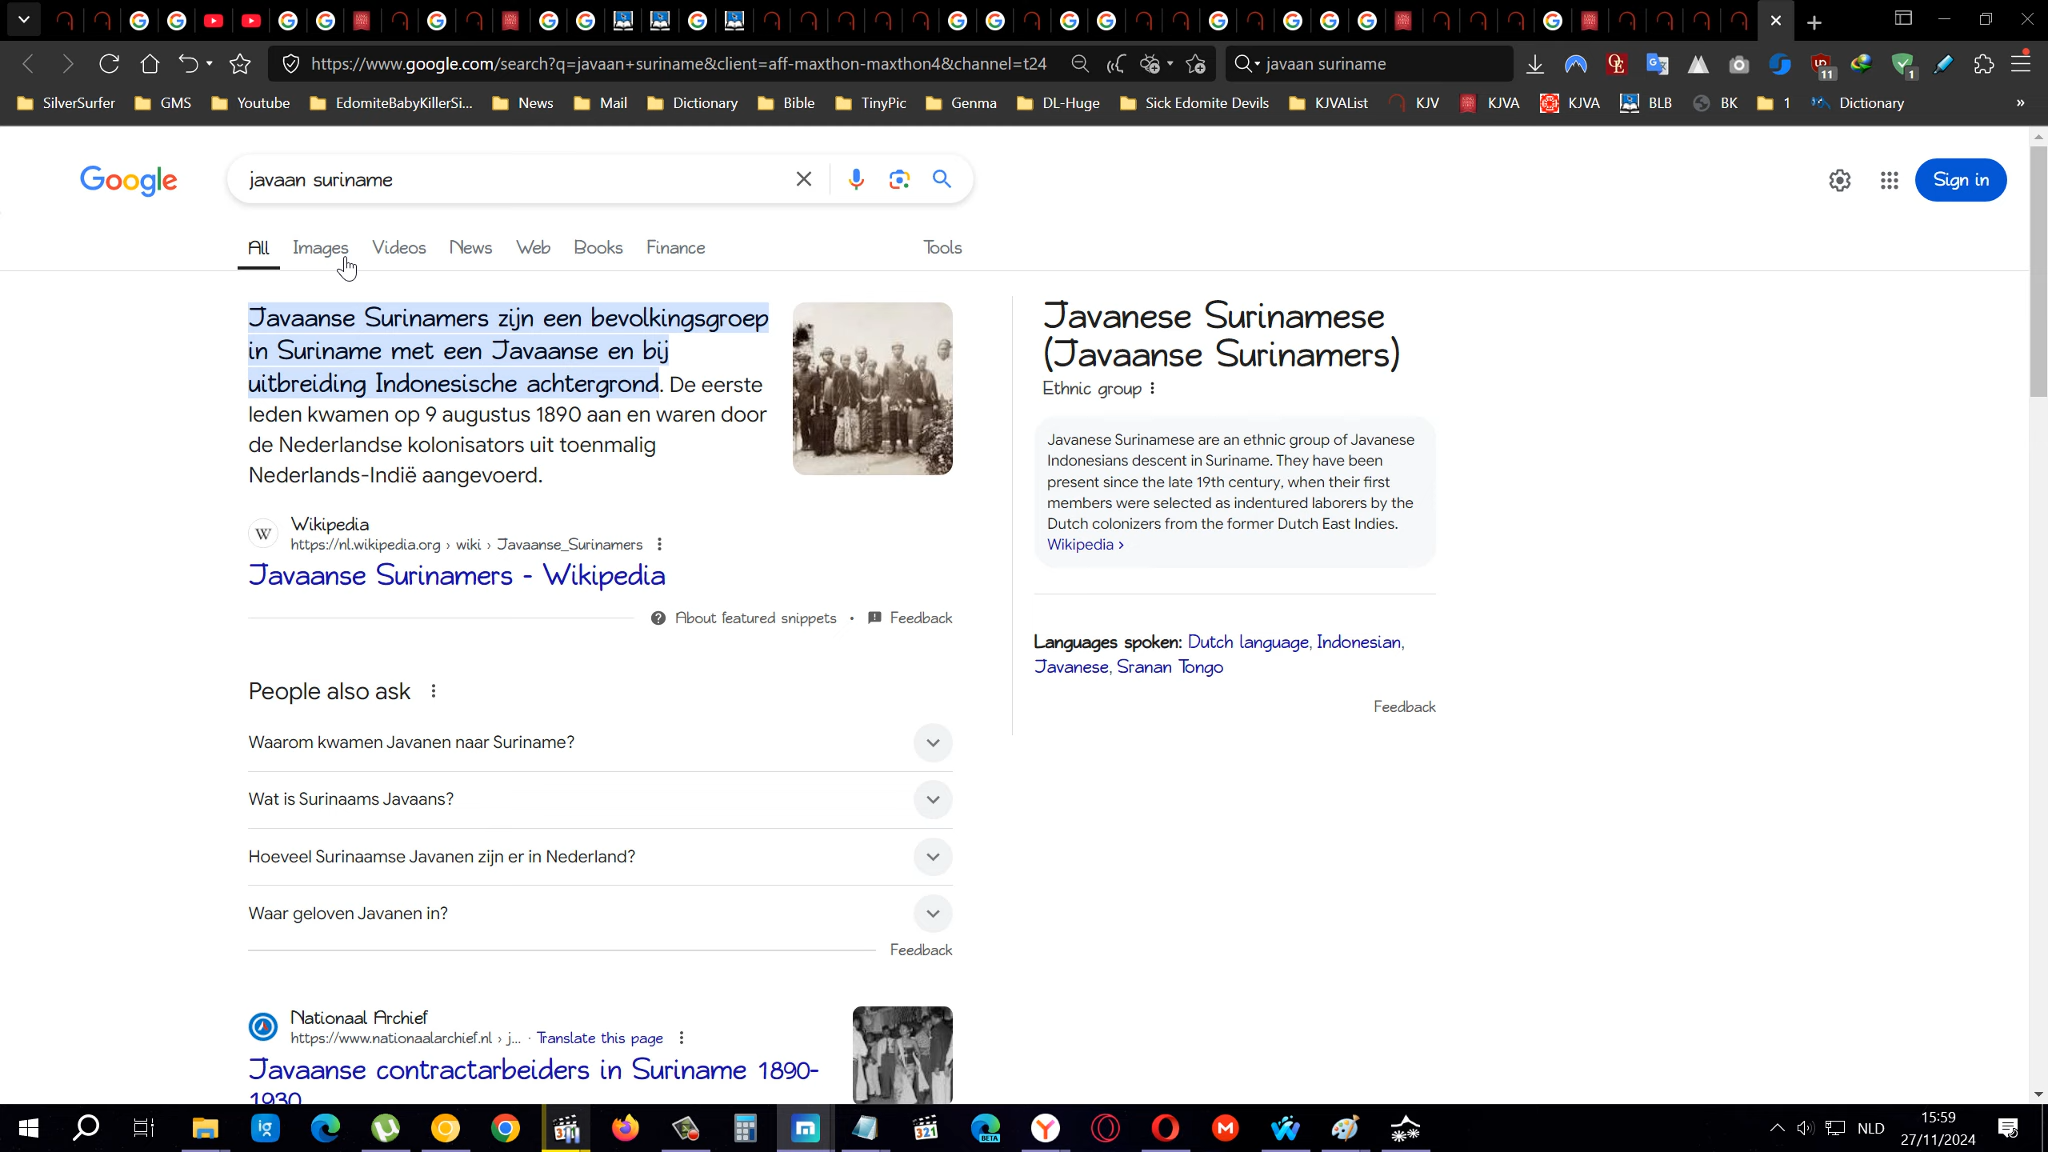 https://www.google.com/search?q=javaan+suriname&client=aff-maxthon-maxthon4&channel=t24
javaan suriname
11
1
SilverSurfer
GMS
Youtube
EdomiteBabyKillerSi...
News
Mail
Dictionary
Bible
TinyPic
Genma
DL-Huge
Sick Edomite Devils
KJVAList
KJV
KJVA
KJVA
BLB
BK
1
Dictionary
»
Google
javaan suriname
Sign in
All
Images
Videos
News
Web
Books
Finance
Tools
Javaanse Surinamers zijn een bevolkingsgroep
in Suriname met een Javaanse en bij
uitbreiding Indonesische achtergrond. De eerste
leden kwamen op 9 augustus 1890 aan en waren door
de Nederlandse kolonisators uit toenmalig
Nederlands-Indië aangevoerd.
W
Wikipedia
https://nl.wikipedia.org › wiki › Javaanse_Surinamers
Javaanse Surinamers - Wikipedia
About featured snippets • Feedback
People also ask
Waarom kwamen Javanen naar Suriname?
Wat is Surinaams Javaans?
Hoeveel Surinaamse Javanen zijn er in Nederland?
Waar geloven Javanen in?
Feedback
Nationaal Archief
https://www.nationaalarchief.nl › j... · Translate this page
Javaanse contractarbeiders in Suriname 1890-
1930
Javanese Surinamese
(Javaanse Surinamers)
Ethnic group
Javanese Surinamese are an ethnic group of Javanese
Indonesians descent in Suriname. They have been
present since the late 19th century, when their first
members were selected as indentured laborers by the
Dutch colonizers from the former Dutch East Indies.
Wikipedia ›
Languages spoken: Dutch language, Indonesian,
Javanese, Sranan Tongo
Feedback
ig
321
BETA
NLD
15:59
27/11/2024